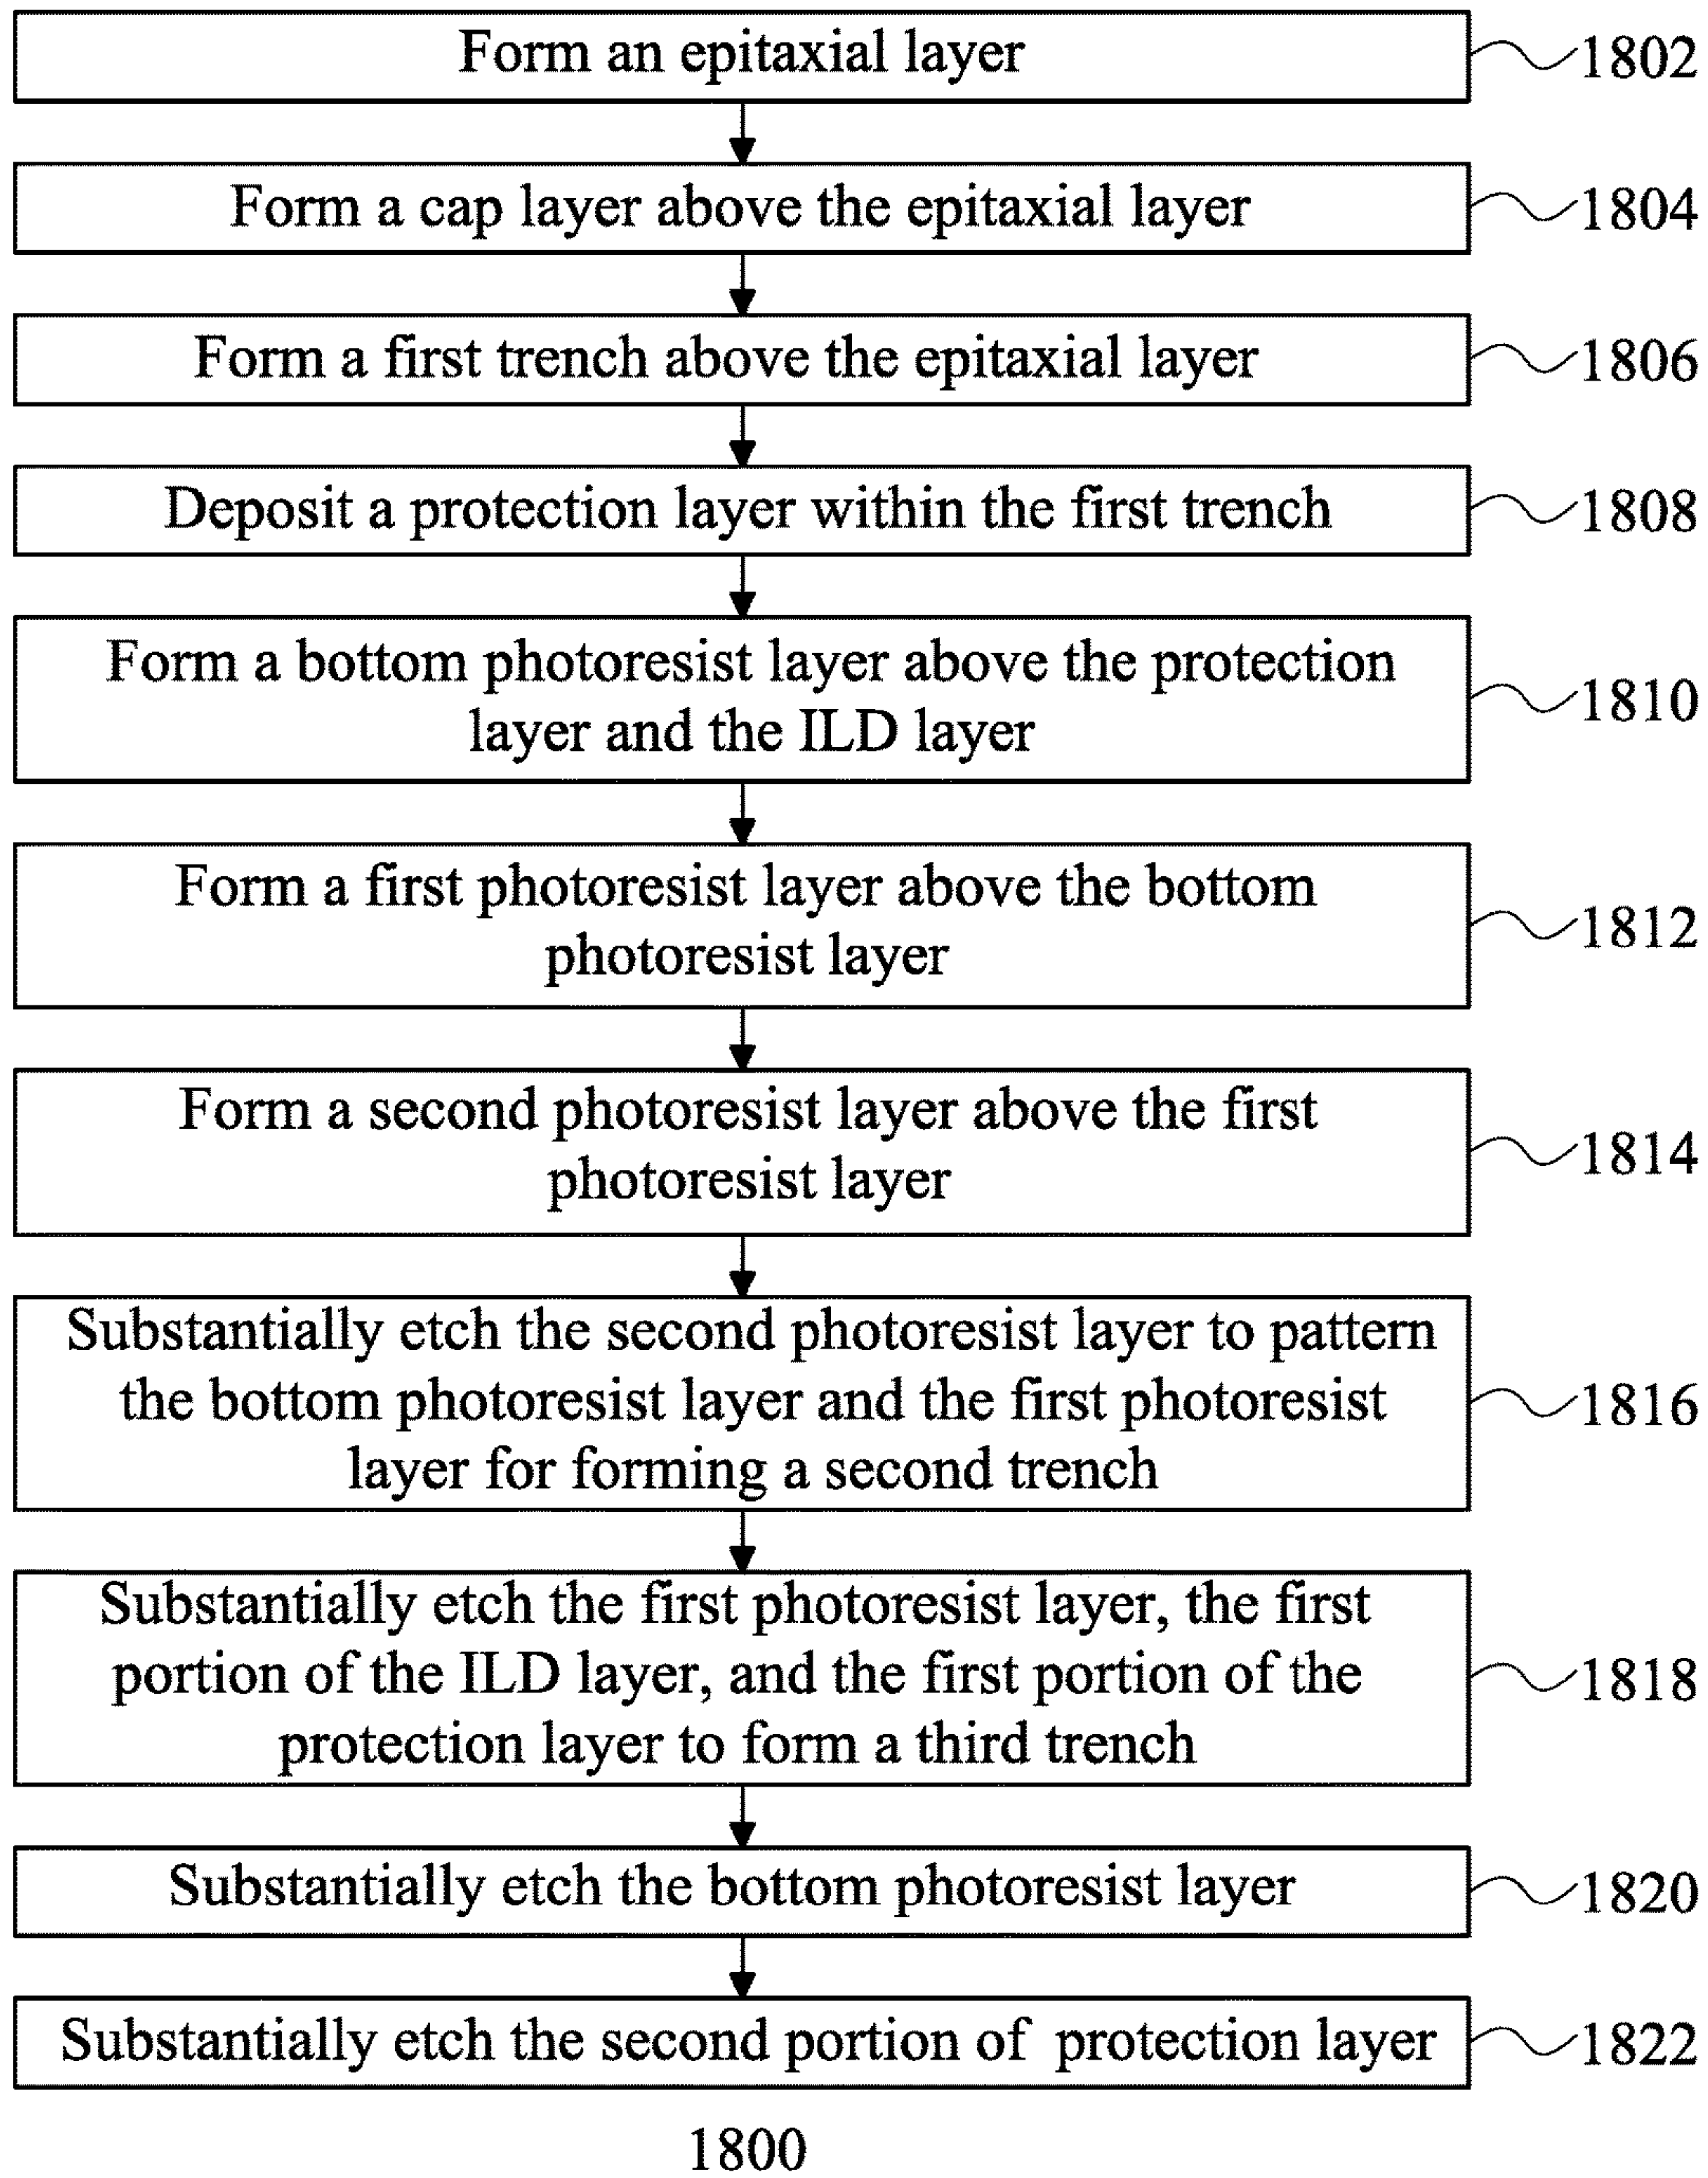 Form an epitaxial layer
1802
Form a cap layer above the epitaxial layer
1804
Form a first trench above the epitaxial layer
1806
Deposit a protection layer within the first trench
1808
Form a bottom photoresist layer above the protection
layer and the ILD layer
1810
Form a first photoresist layer above the bottom
photoresist layer
1812
Form a second photoresist layer above the first
photoresist layer
1814
Substantially etch the second photoresist layer to pattern
the bottom photoresist layer and the first photoresist
layer for forming a second trench
1816
Substantially etch the first photoresist layer, the first
portion of the ILD layer, and the first portion of the
protection layer to form a third trench
1818
Substantially etch the bottom photoresist layer
1820
Substantially etch the second portion of protection layer
1822
1800